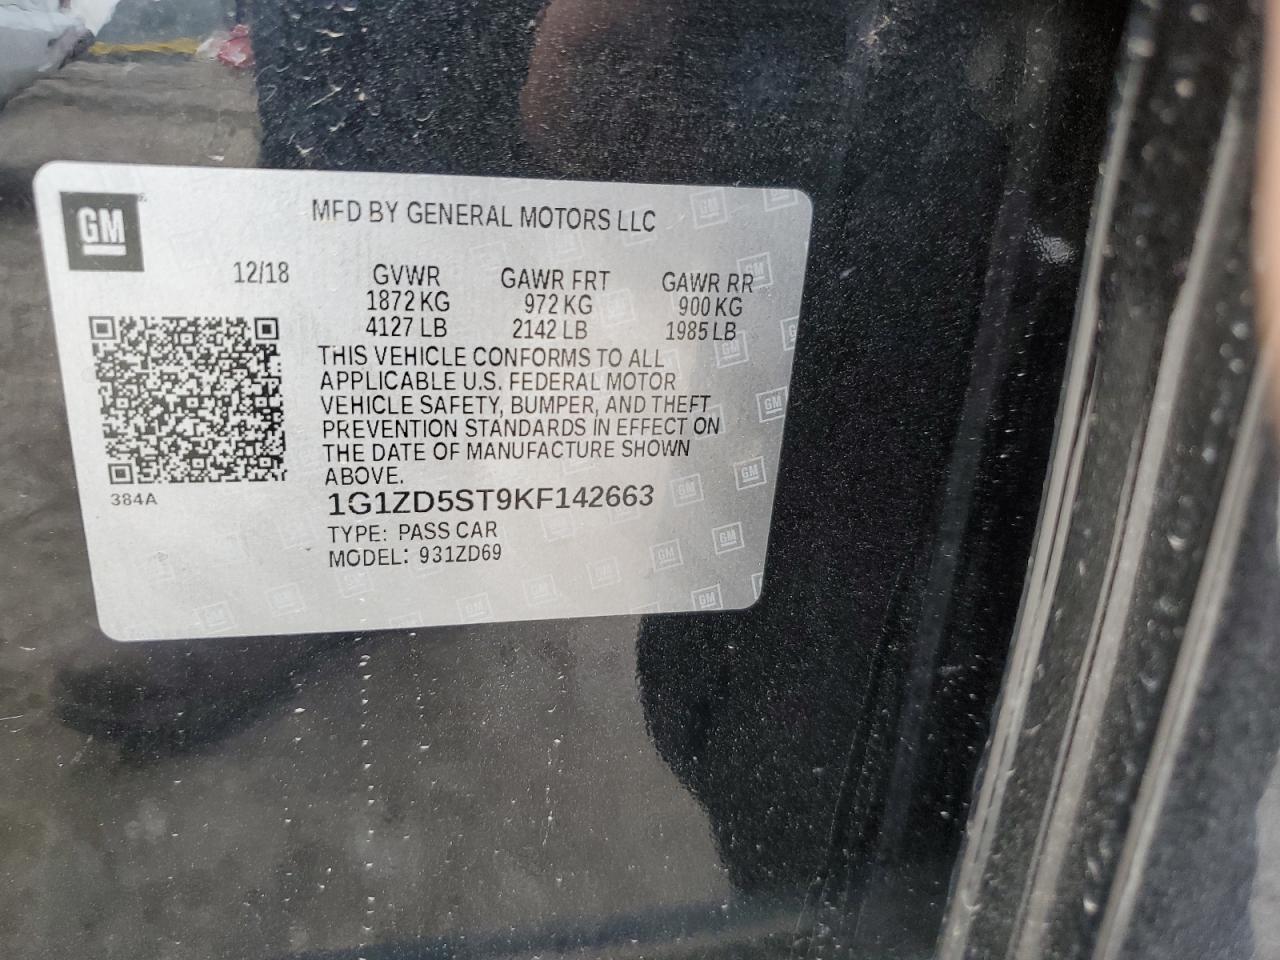 GM
MFD BY GENERAL MOTORS LLC
12/18 GVWR GAWR FRT GAWR RR
1872 KG 972 KG 900 KG
4127 LB 2142 LB 1985 LB
THIS VEHICLE CONFORMS TO ALL
APPLICABLE U.S. FEDERAL MOTOR
VEHICLE SAFETY, BUMPER, AND THEFT
PREVENTION STANDARDS IN EFFECT ON
THE DATE OF MANUFACTURE SHOWN
ABOVE.
384A
1G1ZD5ST9KF142663
TYPE: PASS CAR
MODEL: 931ZD69